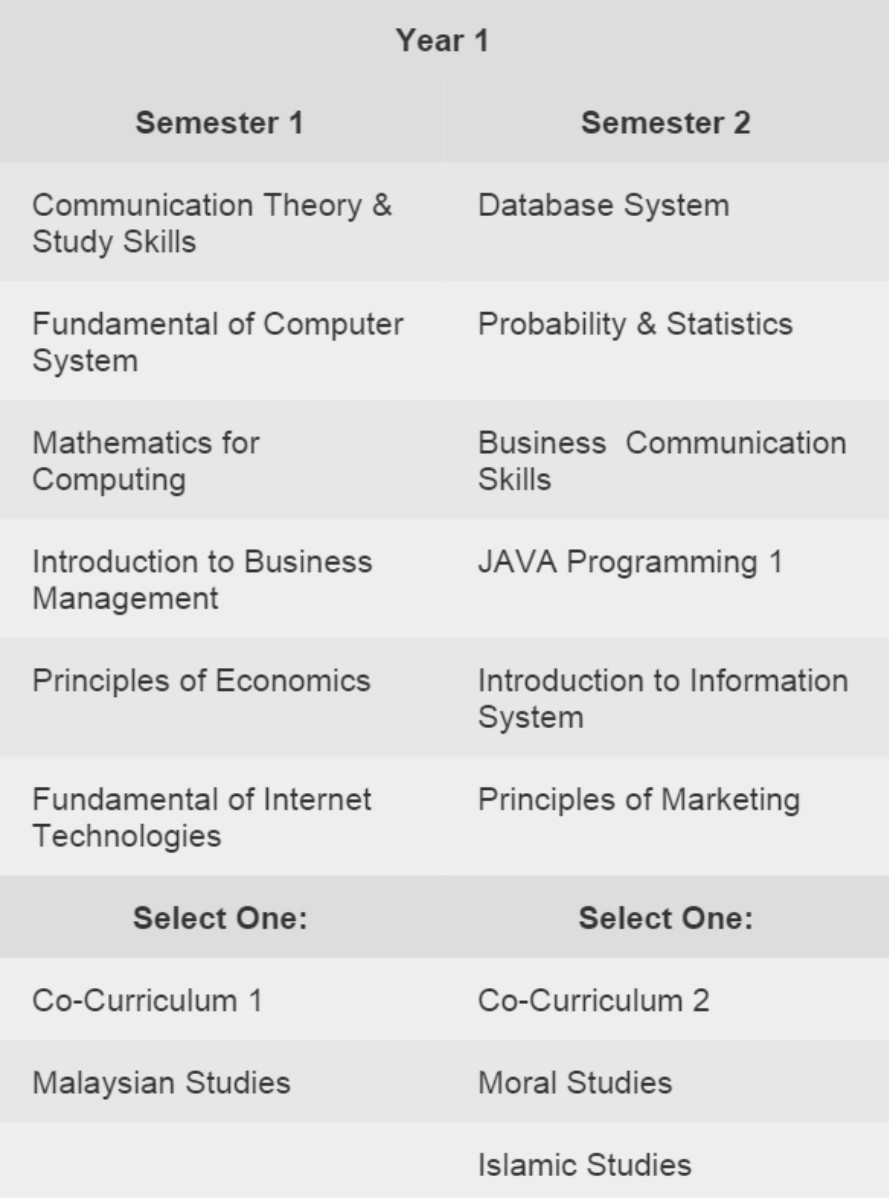 Year 1
Semester 1 Semester 2
Communication Theory & Database System
Study Skills
Fundamental of Computer Probability & Statistics
System
Mathematics for Business Communication
Computing Skills
Introduction to Business JAVA Programming 1
Management
Principles of Economics Introduction to Information
System
Fundamental of Internet Principles of Marketing
Technologies
Select One: Select One:
Co-Curriculum 1 Co-Curriculum 2
Malaysian Studies Moral Studies
Islamic Studies